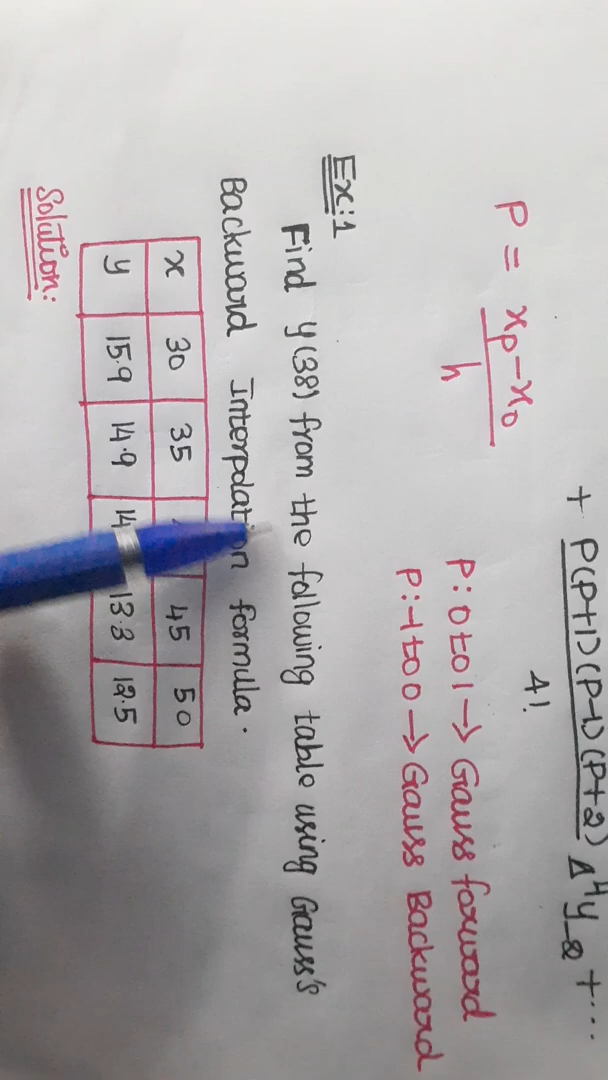 + P(P+1)(P-1)(P+2)/4! Δ⁴y₋₂ + ...
P = xₚ-x₀/h
P: 0 to 1 → Gauss forward
P: -1 to 0 → Gauss Backward
Ex:1
Find y(38) from the following table using Gauss's
Backward Interpolation formula.
x 30 35 45 50
y 15.9 14.9 14 13.3 12.5
Solution: